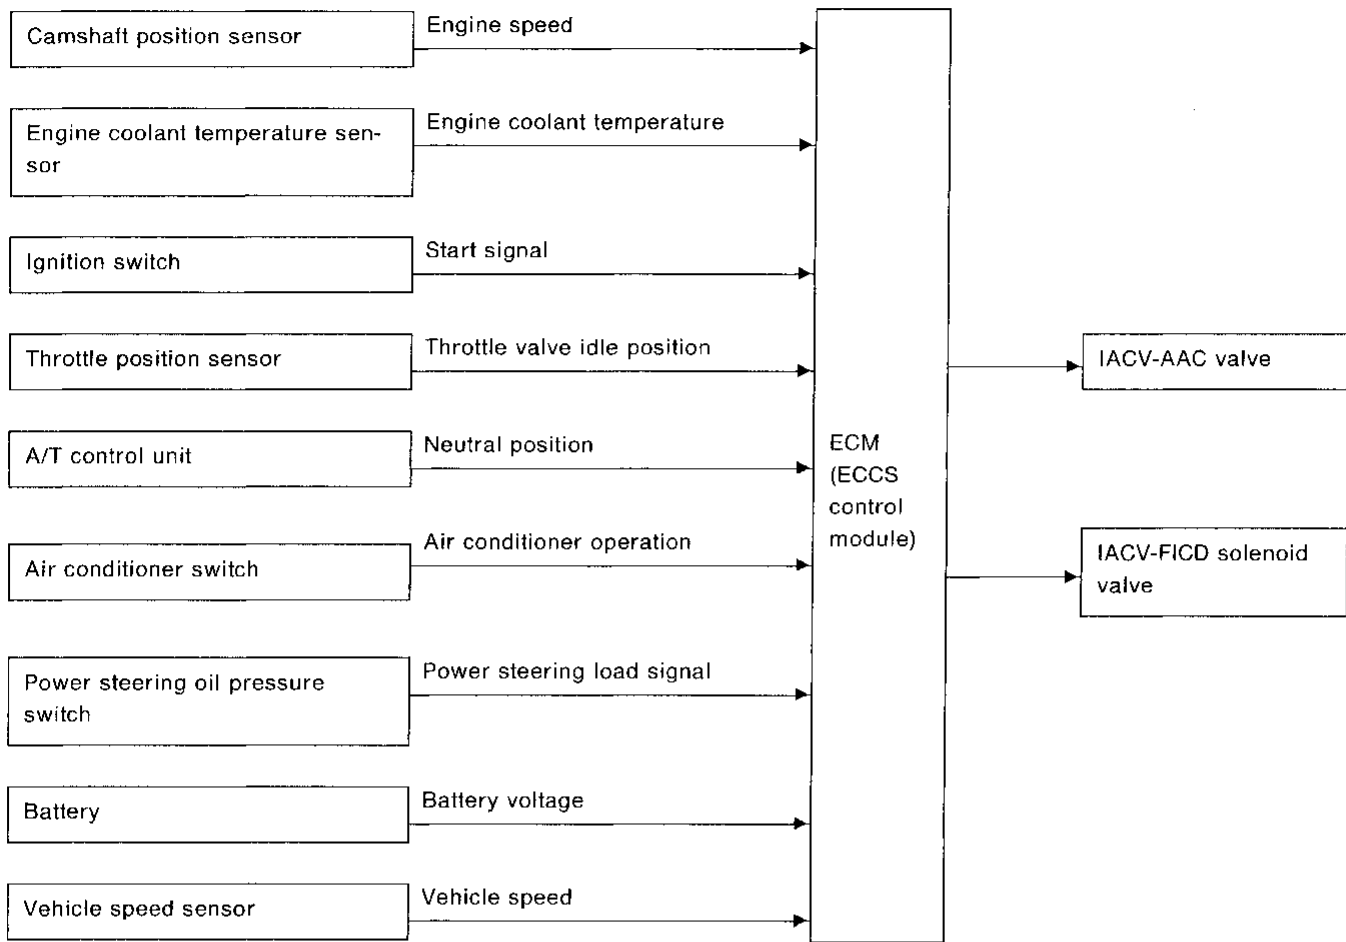 Camshaft position sensor
Engine speed
Engine coolant temperature sen-
sor
Engine coolant temperature
Ignition switch
Start signal
Throttle position sensor
Throttle valve idle position
A/T control unit
Neutral position
Air conditioner switch
Air conditioner operation
Power steering oil pressure
switch
Power steering load signal
Battery
Battery voltage
Vehicle speed sensor
Vehicle speed
ECM
(ECCS
control
module)
IACV-AAC valve
IACV-FICD solenoid
valve